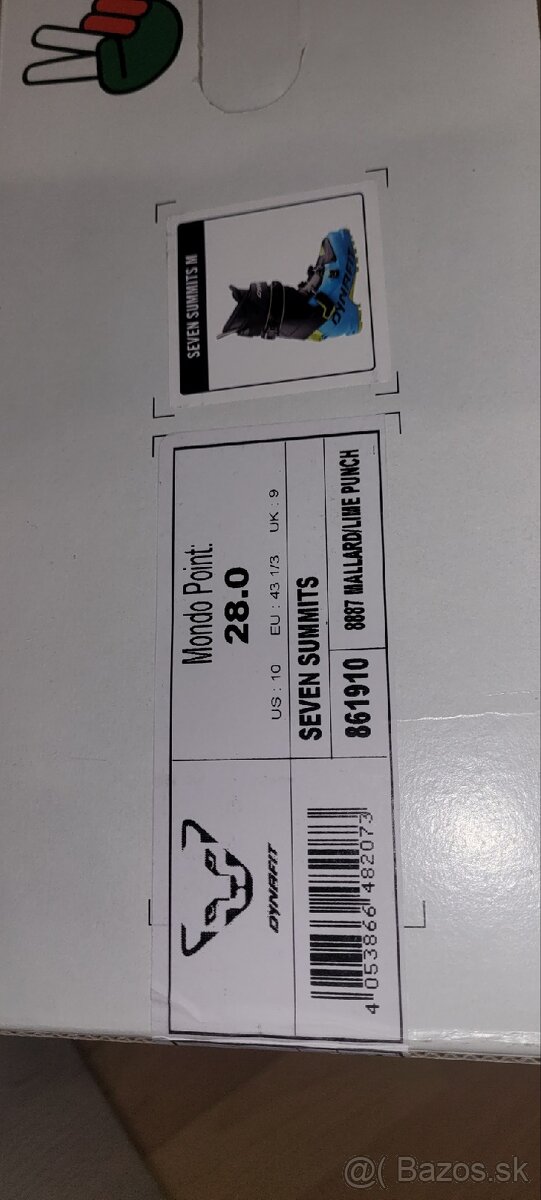 SEVEN SUMMITS M
DYNAFIT
Mondo Point:
28.0
US : 10 EU : 43 1/3 UK : 9
DYNAFIT
SEVEN SUMMITS
861910 8887 MALLARD/LIME PUNCH
4 053866 482073
@( Bazos.sk